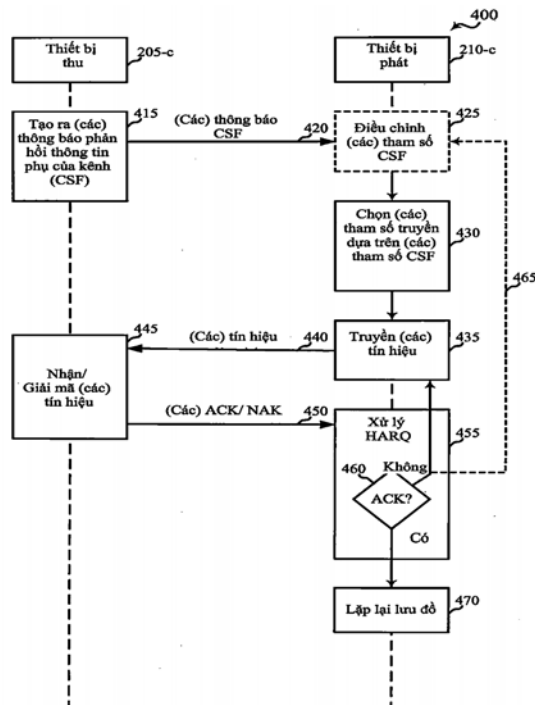 400
Thiết bị
thu
205-c
Thiết bị
phát
210-c
415
Tạo ra (các)
thông báo phản
hồi thông tin
phụ của kênh
(CSF)
(Các) thông báo
CSF
420
425
Điều chỉnh
(các) tham số
CSF
Chọn (các)
tham số truyền
dựa trên (các)
tham số CSF
430
465
445
(Các) tín hiệu
440
Truyền (các)
tín hiệu
435
Nhận/
Giải mã (các)
tín hiệu
(Các) ACK/ NAK
450
Xử lý
HARQ
455
460
Không
ACK?
Có
Lặp lại lưu đồ
470